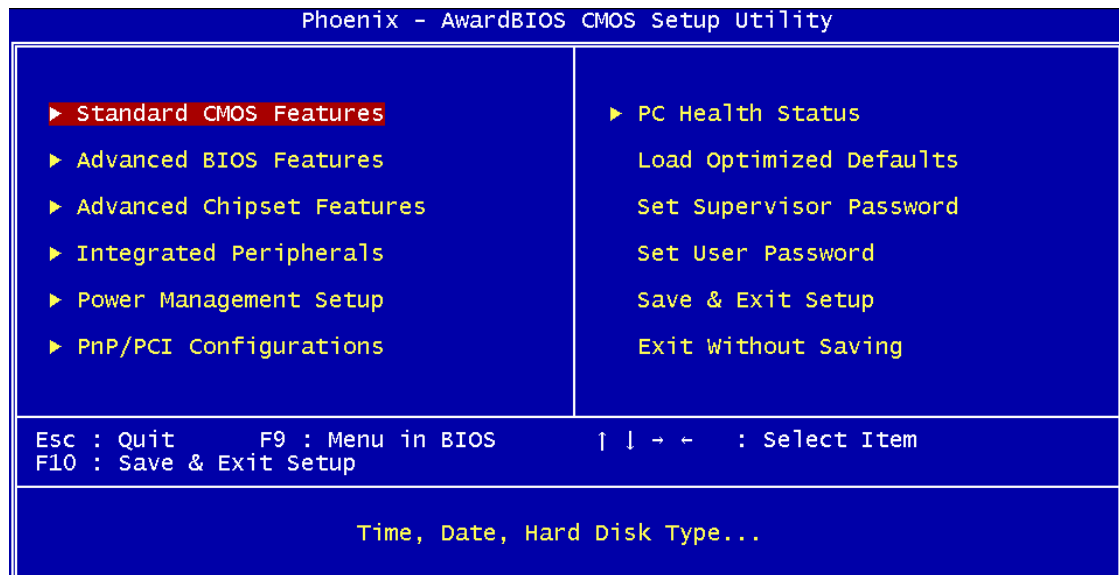 Phoenix - AwardBIOS CMOS Setup Utility
▶ Standard CMOS Features
▶ Advanced BIOS Features
▶ Advanced Chipset Features
▶ Integrated Peripherals
▶ Power Management Setup
▶ PnP/PCI Configurations
▶ PC Health Status
Load Optimized Defaults
Set Supervisor Password
Set User Password
Save & Exit Setup
Exit Without Saving
Esc : Quit F9 : Menu in BIOS ↑ ↓ → ← : Select Item
F10 : Save & Exit Setup
Time, Date, Hard Disk Type...